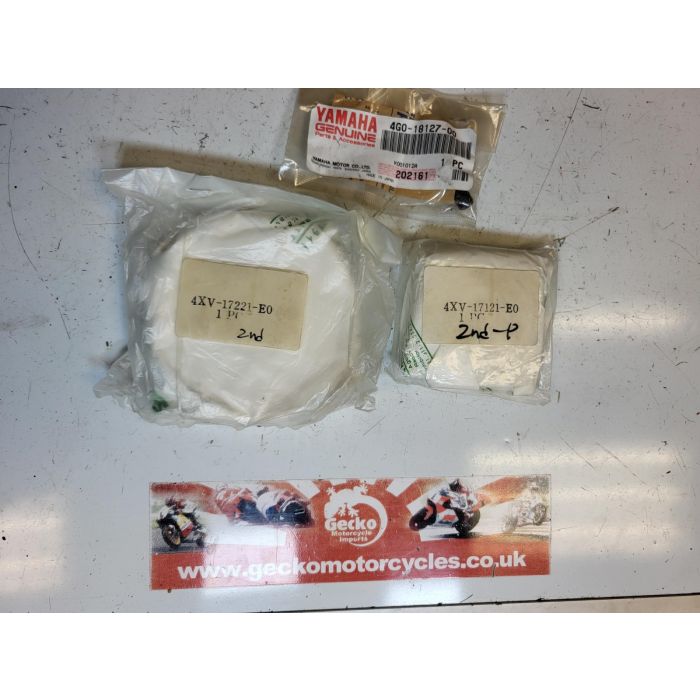 YAMAHA
GENUINE
Parts & Accessories
YAMAHA MOTOR CO., LTD.
4G0-18127-00
1 PC
202161
4XV-17221-E0
1 PC
2nd
4XV-17121-E0
1 PC
2nd-P
Gecko
Motorcycle
Imports
www.geckomotorcycles.co.uk